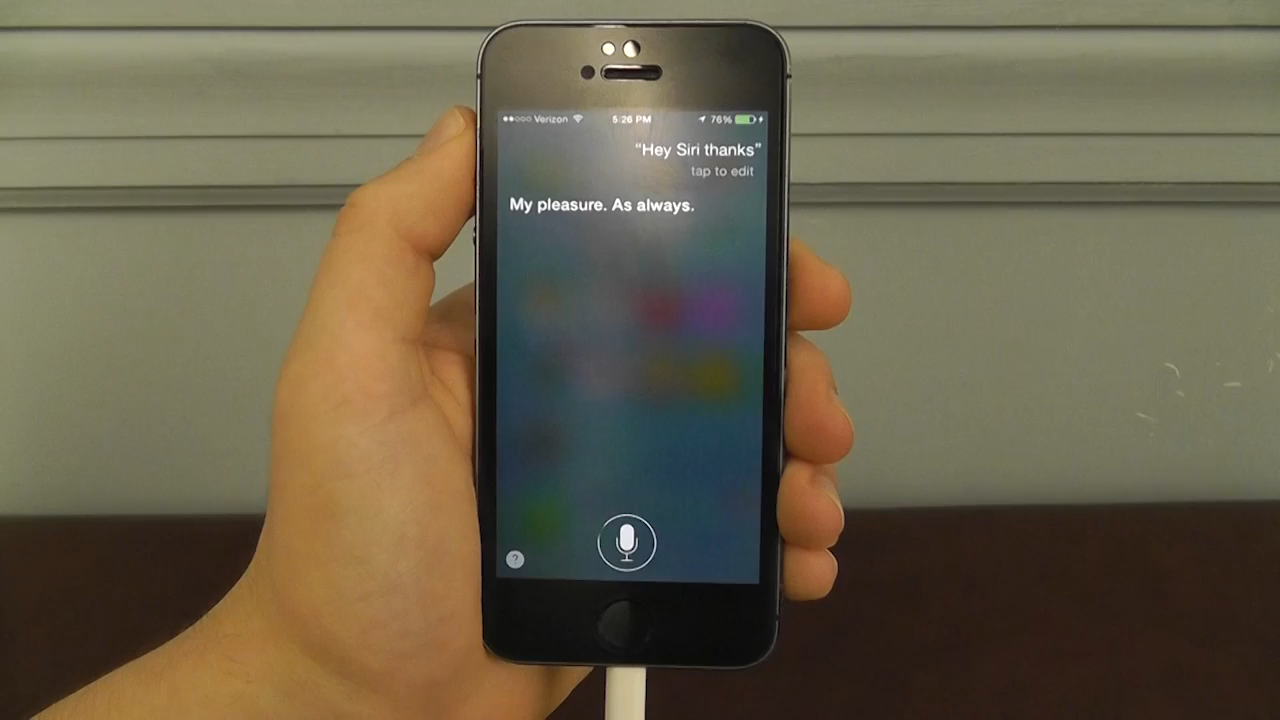 Verizon 5:26 PM 76%
“Hey Siri thanks”
tap to edit
My pleasure. As always.
?